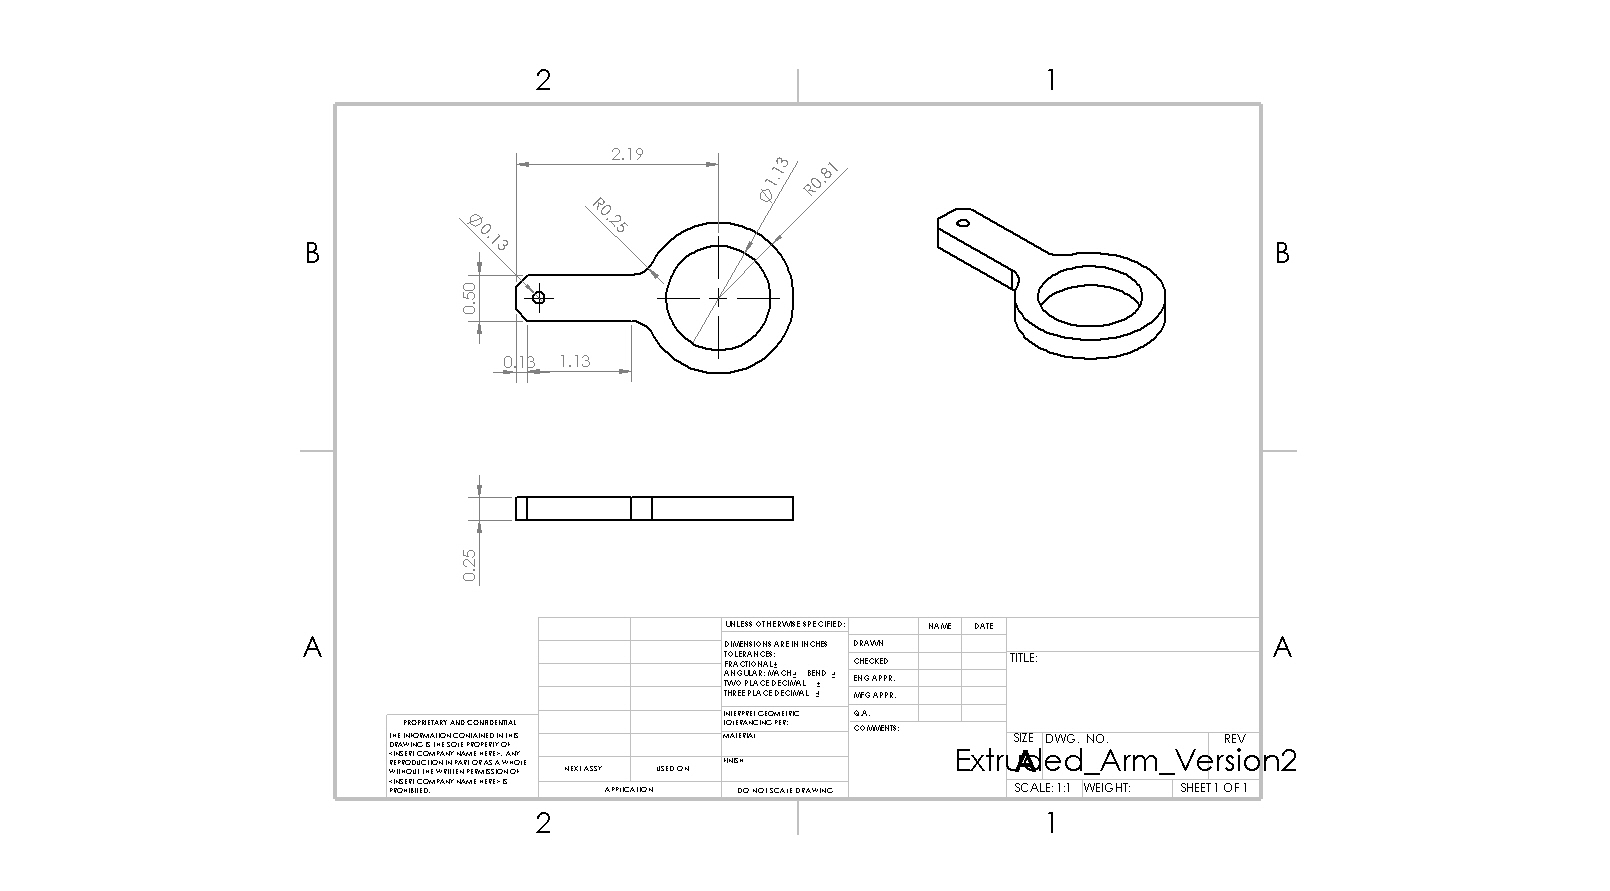 2 1
2.19
Ø1.13
R0.81
R0.25
Ø0.13
B B
0.50
0.13 1.13
0.25
A A
UNLESS OTHERWISE SPECIFIED:
DIMENSIONS ARE IN INCHES
TOLERANCES:
FRACTIONAL±
ANGULAR: MACH± BEND ±
TWO PLACE DECIMAL ±
THREE PLACE DECIMAL ±
INTERPRET GEOMETRIC
TOLERANCING PER:
MATERIAL
FINISH
DO NOT SCALE DRAWING
NAME DATE
DRAWN
CHECKED
ENG APPR.
MFG APPR.
Q.A.
COMMENTS:
TITLE:
SIZE DWG. NO. REV
A
Extruded_Arm_Version2
SCALE: 1:1 WEIGHT: SHEET 1 OF 1
PROPRIETARY AND CONFIDENTIAL
THE INFORMATION CONTAINED IN THIS
DRAWING IS THE SOLE PROPERTY OF
<INSERT COMPANY NAME HERE>. ANY
REPRODUCTION IN PART OR AS A WHOLE
WITHOUT THE WRITTEN PERMISSION OF
<INSERT COMPANY NAME HERE> IS
PROHIBITED.
NEXT ASSY USED ON
APPLICATION
2 1